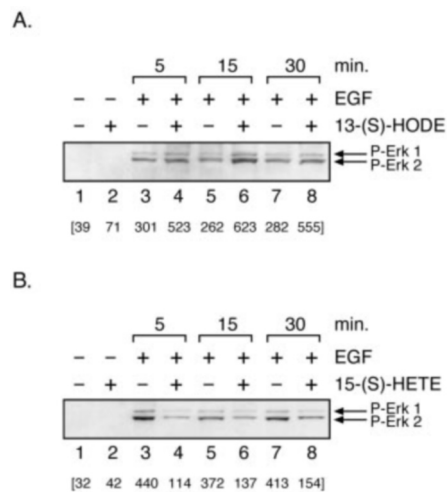 A.
5 15 30 min.
– – + + + + + + EGF
– + – + – + – + 13-(S)-HODE
P-Erk 1
P-Erk 2
1 2 3 4 5 6 7 8
[39 71 301 523 262 623 282 555]
B.
5 15 30 min.
– – + + + + + + EGF
– + – + – + – + 15-(S)-HETE
P-Erk 1
P-Erk 2
1 2 3 4 5 6 7 8
[32 42 440 114 372 137 413 154]